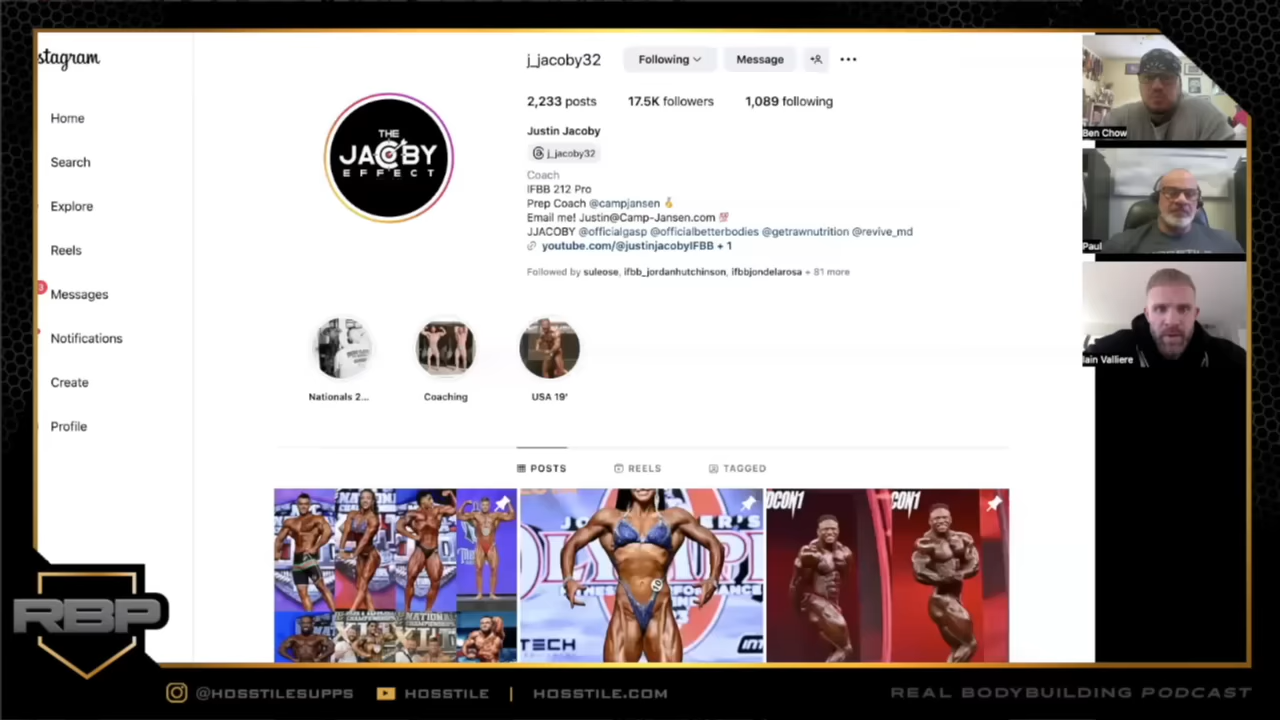 stagram
Home
Search
Explore
Reels
Messages
Notifications
Create
Profile
THE
JACOBY
EFFECT
j_jacoby32
Following
Message
2,233 posts
17.5K followers
1,089 following
Justin Jacoby
j_jacoby32
Coach
IFBB 212 Pro
Prep Coach @campjansen
Email me! Justin@Camp-Jansen.com 💯
JJACOBY @officialgasp @officialbetterbodies @getrawnutrition @revive_md
youtube.com/@justinjacobyIFBB + 1
Followed by suleose, ifbb_jordanhutchinson, ifbbjondelarosa + 81 more
Nationals 2...
Coaching
USA 19'
POSTS
REELS
TAGGED
DCON1
CON1
TECH
Ben Chow
Paul
Iain Valliere
RBP
@HOSSTILESUPPS
HOSSTILE
|
HOSSTILE.COM
REAL BODYBUILDING PODCAST